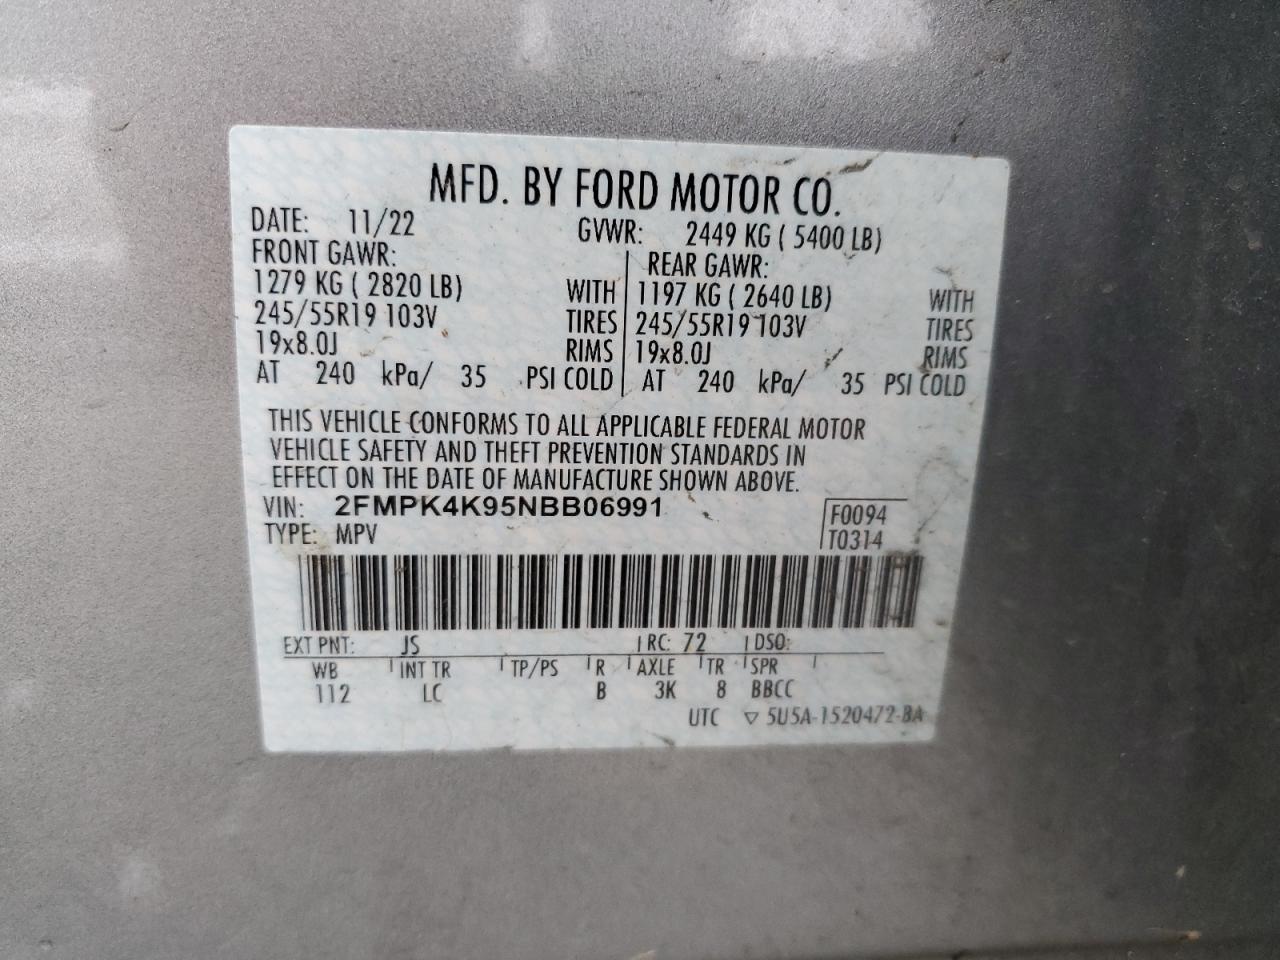 MFD. BY FORD MOTOR CO.
DATE: 11/22 GVWR: 2449 KG ( 5400 LB)
FRONT GAWR: REAR GAWR:
1279 KG ( 2820 LB) WITH 1197 KG ( 2640 LB) WITH
245/55R19 103V TIRES 245/55R19 103V TIRES
19x8.0J RIMS 19x8.0J RIMS
AT 240 kPa/ 35 PSI COLD AT 240 kPa/ 35 PSI COLD
THIS VEHICLE CONFORMS TO ALL APPLICABLE FEDERAL MOTOR
VEHICLE SAFETY AND THEFT PREVENTION STANDARDS IN
EFFECT ON THE DATE OF MANUFACTURE SHOWN ABOVE.
VIN: 2FMPK4K95NBB06991 F0094
TYPE: MPV T0314
EXT PNT: JS RC: 72 DSO:
WB INT TR TP/PS R AXLE TR SPR
112 LC B 3K 8 BBCC
UTC ▽ 5U5A-1520472-BA